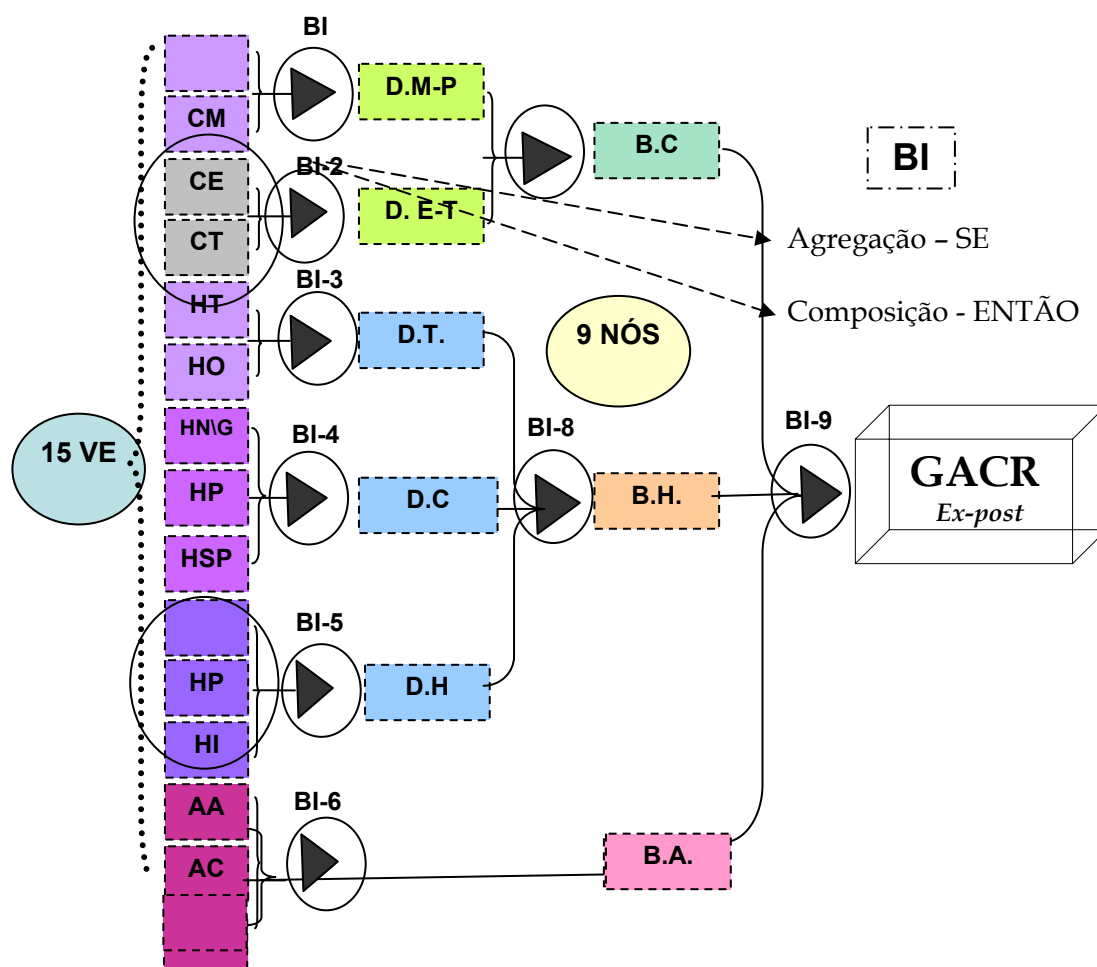 BI
D.M-P
CM
B.C
BI
CE
BI-2
D. E-T
CT
Agregação – SE
BI-3
HT
Composição - ENTÃO
D.T.
9 NÓS
HO
HN\G
BI-4
BI-8
BI-9
15 VE
HP
D.C
B.H.
GACR
Ex-post
HSP
BI-5
HP
D.H
HI
AA
BI-6
AC
B.A.